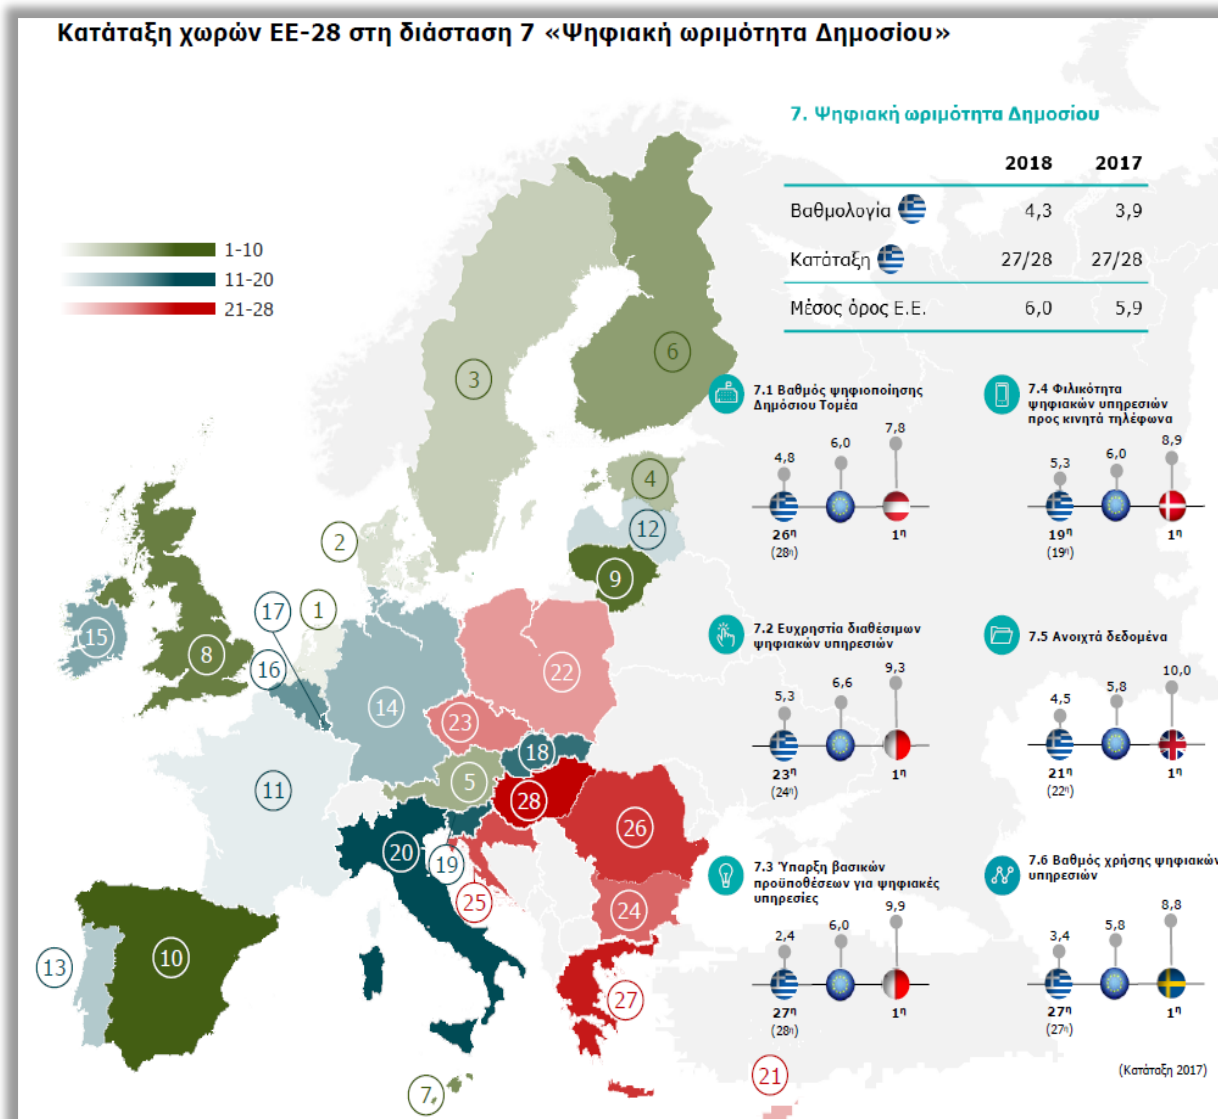 Κατάταξη χωρών ΕΕ-28 στη διάσταση 7 «Ψηφιακή ωριμότητα Δημοσίου»
7. Ψηφιακή ωριμότητα Δημοσίου
2018 2017
Βαθμολογία 4,3 3,9
Κατάταξη 27/28 27/28
Μέσος όρος Ε.Ε. 6,0 5,9
1-10
11-20
21-28
3
6
4
12
9
2
1
17
16
15
8
14
22
23
18
5
28
11
20
19
25
26
24
10
13
27
7
21
7.1 Βαθμός ψηφιοποίησης
Δημόσιου Τομέα
4,8 6,0 7,8
26η 1η
(28η)
7.4 Φιλικότητα
ψηφιακών υπηρεσιών
προς κινητά τηλέφωνα
5,3 6,0 8,9
19η 1η
(19η)
7.2 Ευχρηστία διαθέσιμων
ψηφιακών υπηρεσιών
5,3 6,6 9,3
23η 1η
(24η)
7.5 Ανοιχτά δεδομένα
4,5 5,8 10,0
21η 1η
(22η)
7.3 Ύπαρξη βασικών
προϋποθέσεων για ψηφιακές
υπηρεσίες
2,4 6,0 9,9
27η 1η
(28η)
7.6 Βαθμός χρήσης ψηφιακών
υπηρεσιών
3,4 5,8 8,8
27η 1η
(27η)
(Κατάταξη 2017)